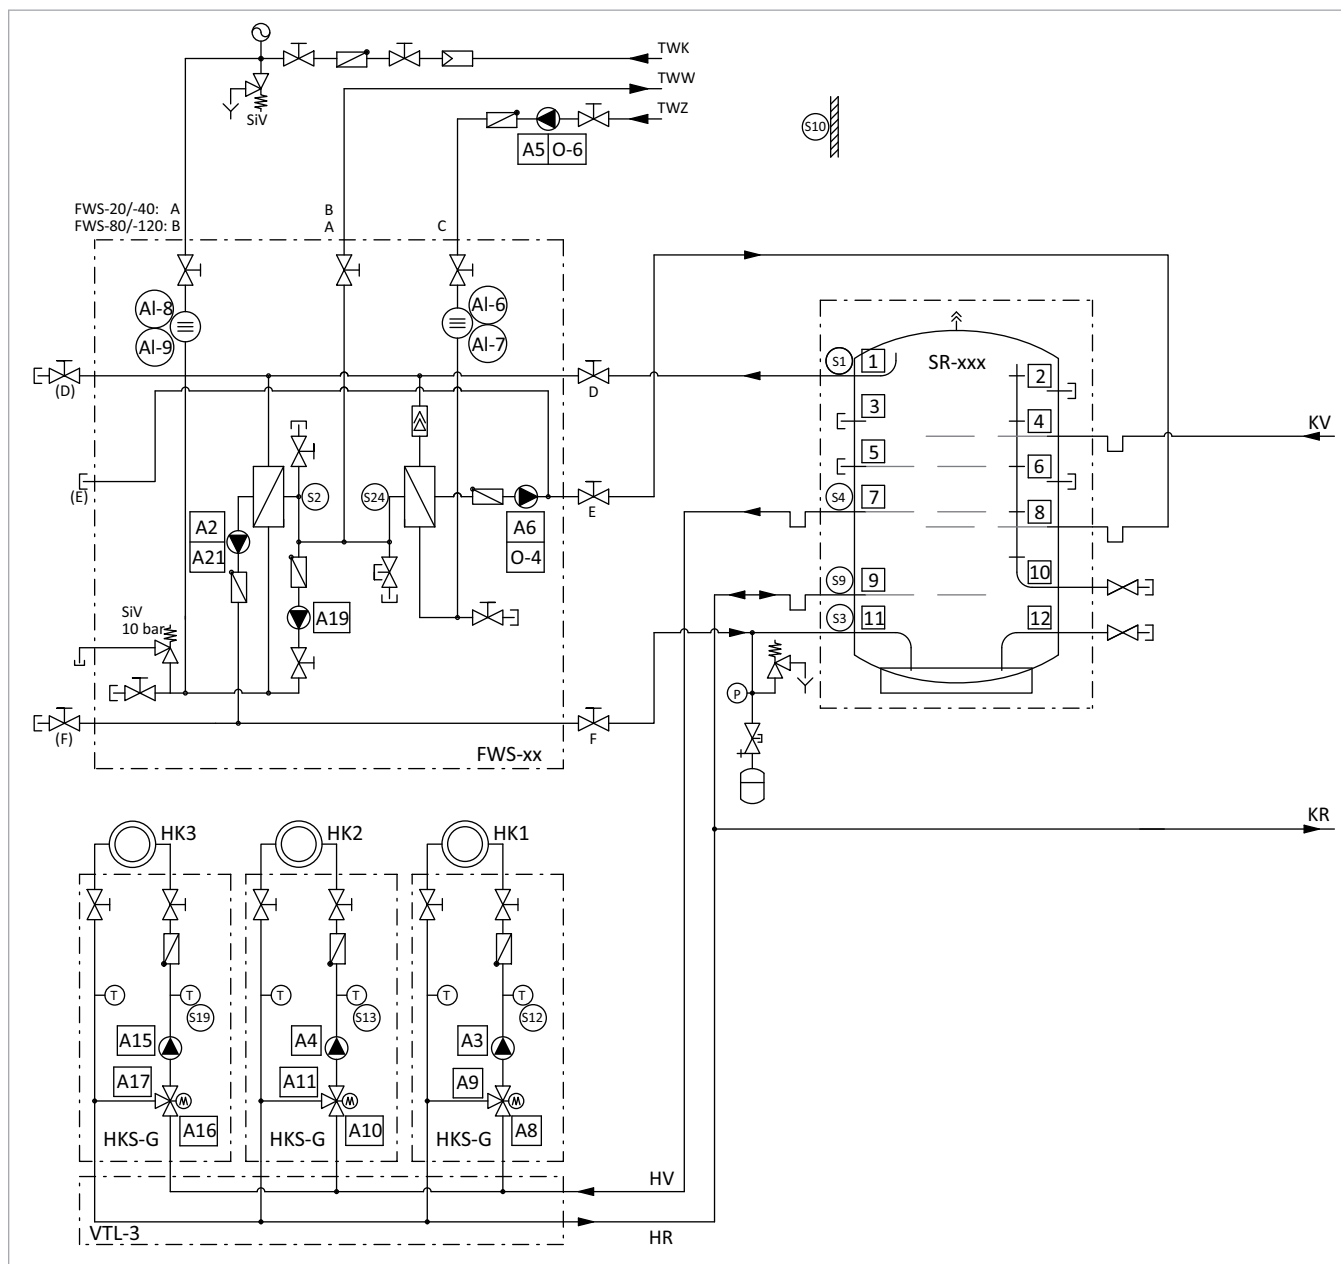 TWK
TWW
TWZ
SiV
A5 O-6
S10
FWS-20/-40: A
FWS-80/-120: B
B
A
C
AI-8
AI-9
AI-6
AI-7
(D)
D
S1
1
SR-xxx
2
3
4
KV
5
6
(E)
S2
S24
E
S4
7
8
A2
A21
A6
O-4
S9
9
10
SiV
10 bar
A19
S3
11
12
P
(F)
F
FWS-xx
HK3
HK2
HK1
KR
T
T
S19
T
T
S13
T
T
S12
A15
A4
A3
A17
M
A16
A11
M
A10
A9
M
A8
HKS-G
HKS-G
HKS-G
HV
VTL-3
HR